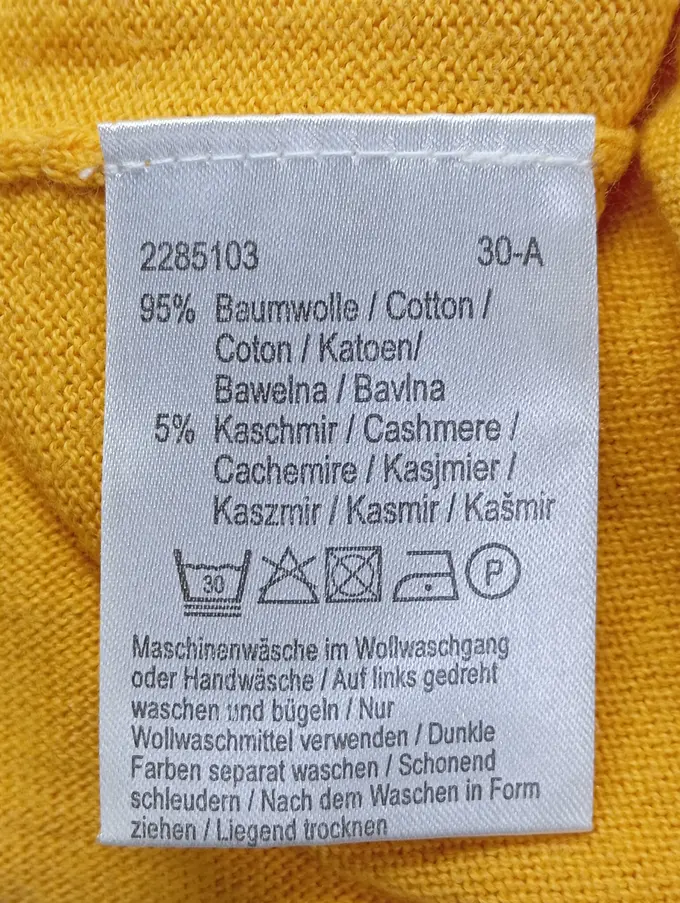 2285103 30-A
95% Baumwolle / Cotton /
Coton / Katoen/
Bawełna / Bavlna
5% Kaschmir / Cashmere /
Cachemire / Kasjmier /
Kaszmir / Kasmir / Kašmir
30 P
Maschinenwäsche im Wollwaschgang
oder Handwäsche / Auf links gedreht
waschen und bügeln / Nur
Wollwaschmittel verwenden / Dunkle
Farben separat waschen / Schonend
schleudern / Nach dem Waschen in Form
ziehen / Liegend trocknen